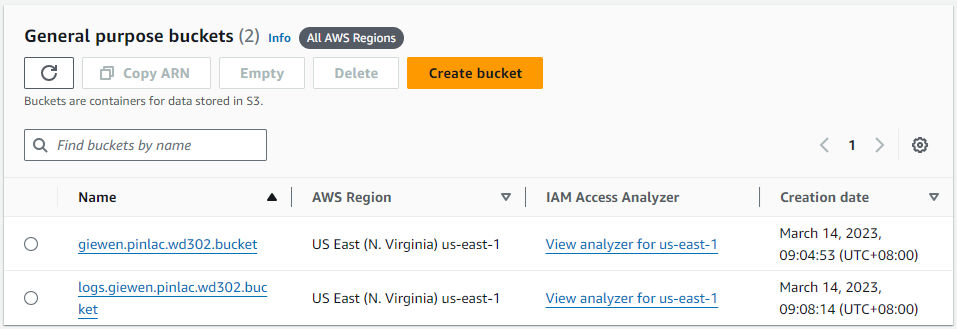 General purpose buckets (2) Info All AWS Regions
Copy ARN Empty Delete Create bucket
Buckets are containers for data stored in S3.
Find buckets by name 1
Name AWS Region IAM Access Analyzer Creation date
giewen.pinlac.wd302.bucket US East (N. Virginia) us-east-1 View analyzer for us-east-1 March 14, 2023,
09:04:53 (UTC+08:00)
logs.giewen.pinlac.wd302.buc
ket US East (N. Virginia) us-east-1 View analyzer for us-east-1 March 14, 2023,
09:08:14 (UTC+08:00)